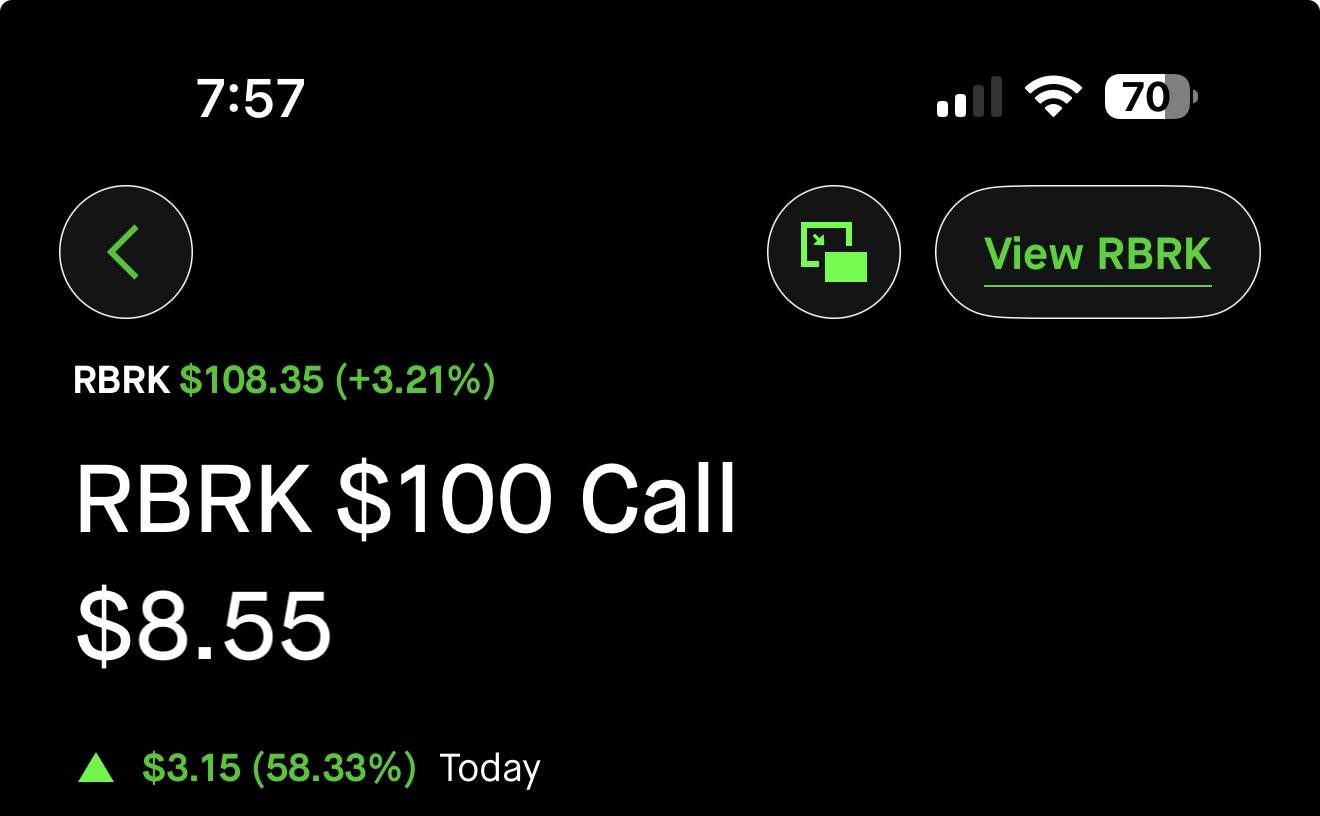 7:57
70
View RBRK
RBRK $108.35 (+3.21%)
RBRK $100 Call
$8.55
$3.15 (58.33%) Today